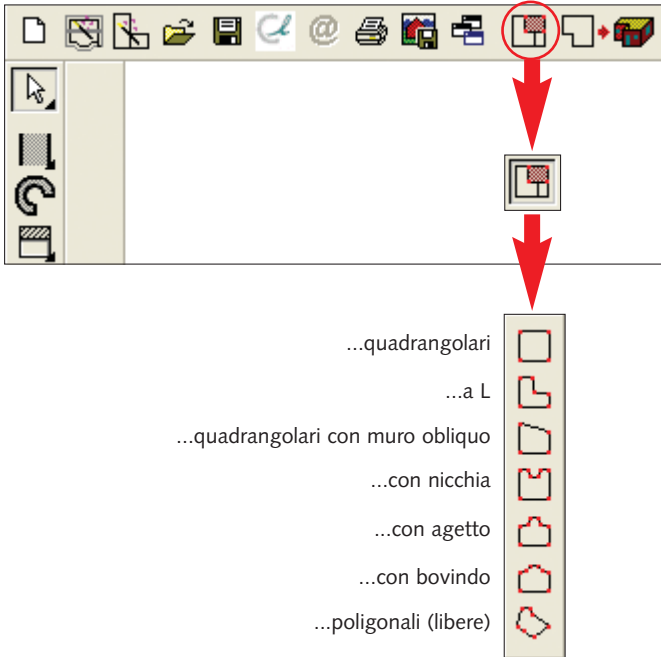 ...quadrangolari
...a L
...quadrangolari con muro obliquo
...con nicchia
...con agetto
...con bovindo
...poligonali (libere)